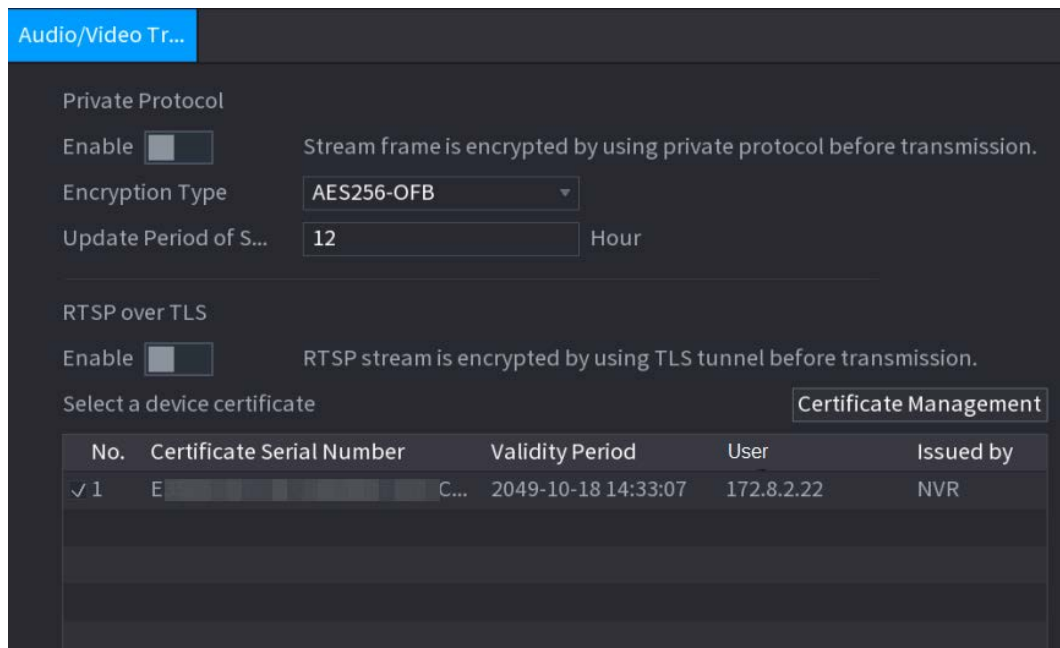 Audio/Video Tr...
Private Protocol
Enable Stream frame is encrypted by using private protocol before transmission.
Encryption Type AES256-OFB
Update Period of S... 12 Hour
RTSP over TLS
Enable RTSP stream is encrypted by using TLS tunnel before transmission.
Select a device certificate Certificate Management
No. Certificate Serial Number Validity Period User Issued by
1 E C... 2049-10-18 14:33:07 172.8.2.22 NVR